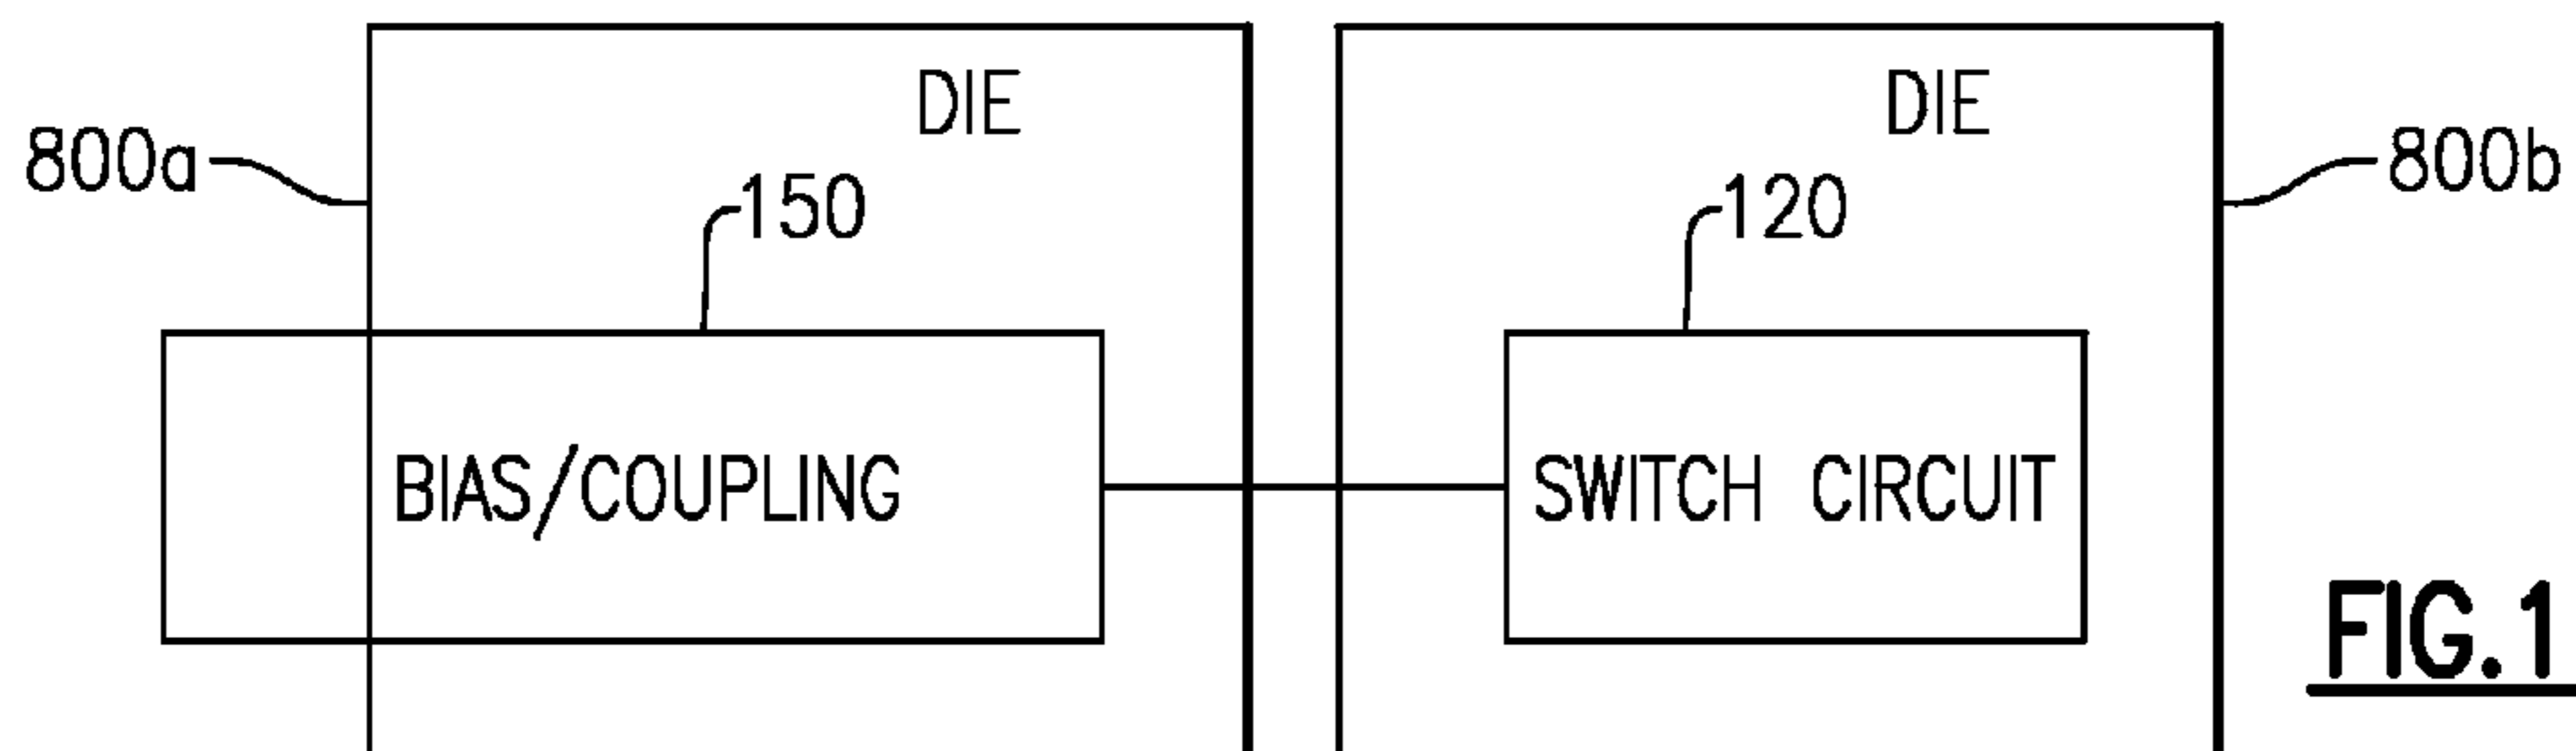 DIE
DIE
800a
800b
150
120
BIAS/COUPLING
SWITCH CIRCUIT
FIG.1